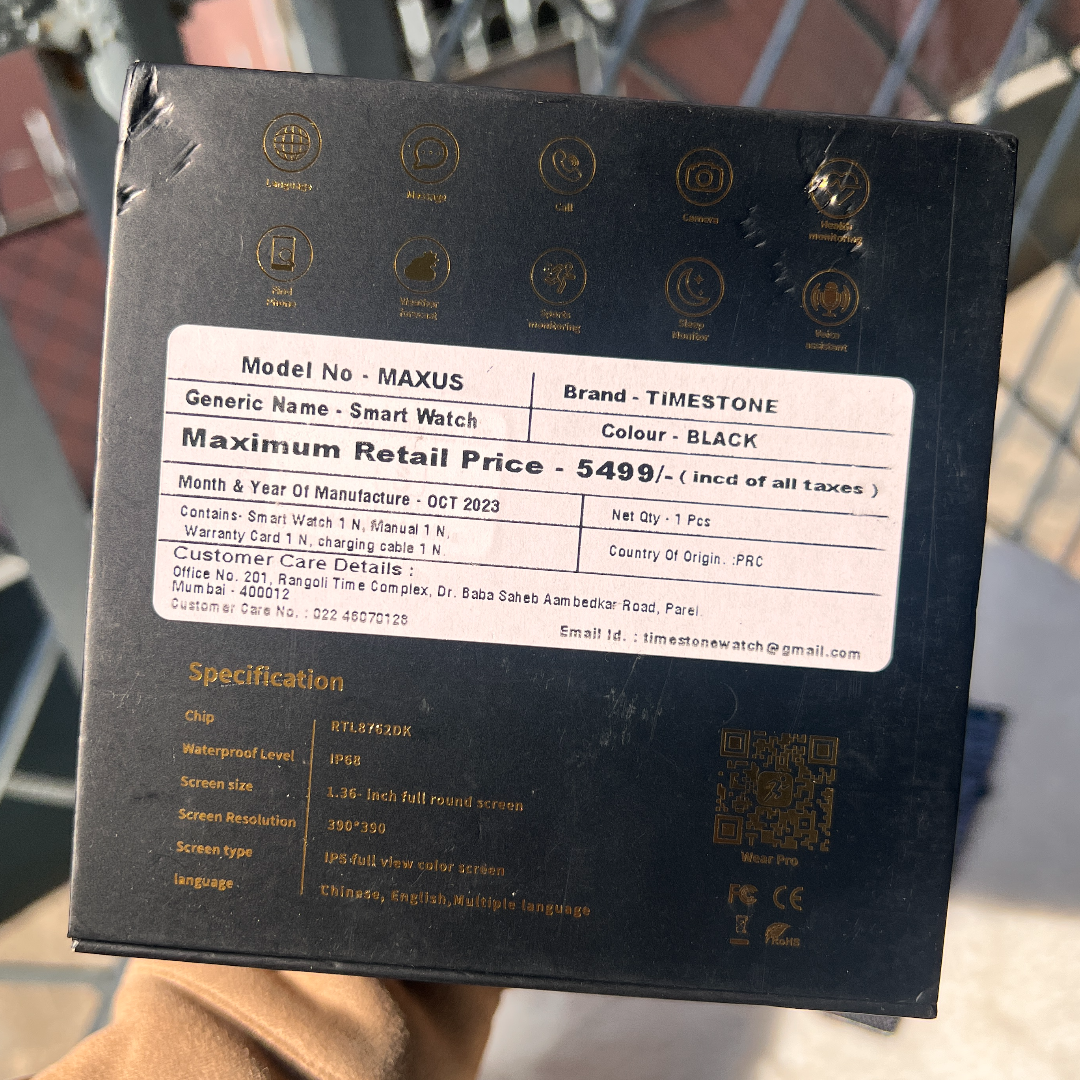 Language
Message
Call
Camera
Health
monitoring
Find
Phone
Weather
forecast
Sports
monitoring
Sleep
Monitor
Voice
assistant
Model No - MAXUS
Brand - TIMESTONE
Generic Name - Smart Watch
Colour - BLACK
Maximum Retail Price - 5499/- ( incd of all taxes )
Month & Year Of Manufacture - OCT 2023
Net Qty - 1 Pcs
Contains- Smart Watch 1 N, Manual 1 N,
Warranty Card 1 N, charging cable 1 N.
Country Of Origin. :PRC
Customer Care Details :
Office No. 201, Rangoli Time Complex, Dr. Baba Saheb Aambedkar Road, Parel.
Mumbai - 400012
Customer Care No. : 022 46070128
Email Id. : timestonewatch@gmail.com
Specification
Chip RTL8762DK
Waterproof Level IP68
Screen size 1.36- Inch full round screen
Screen Resolution 390*390
Screen type IPS full view color screen
language Chinese, English,Multiple language
Wear Pro
FC CE
RoHS